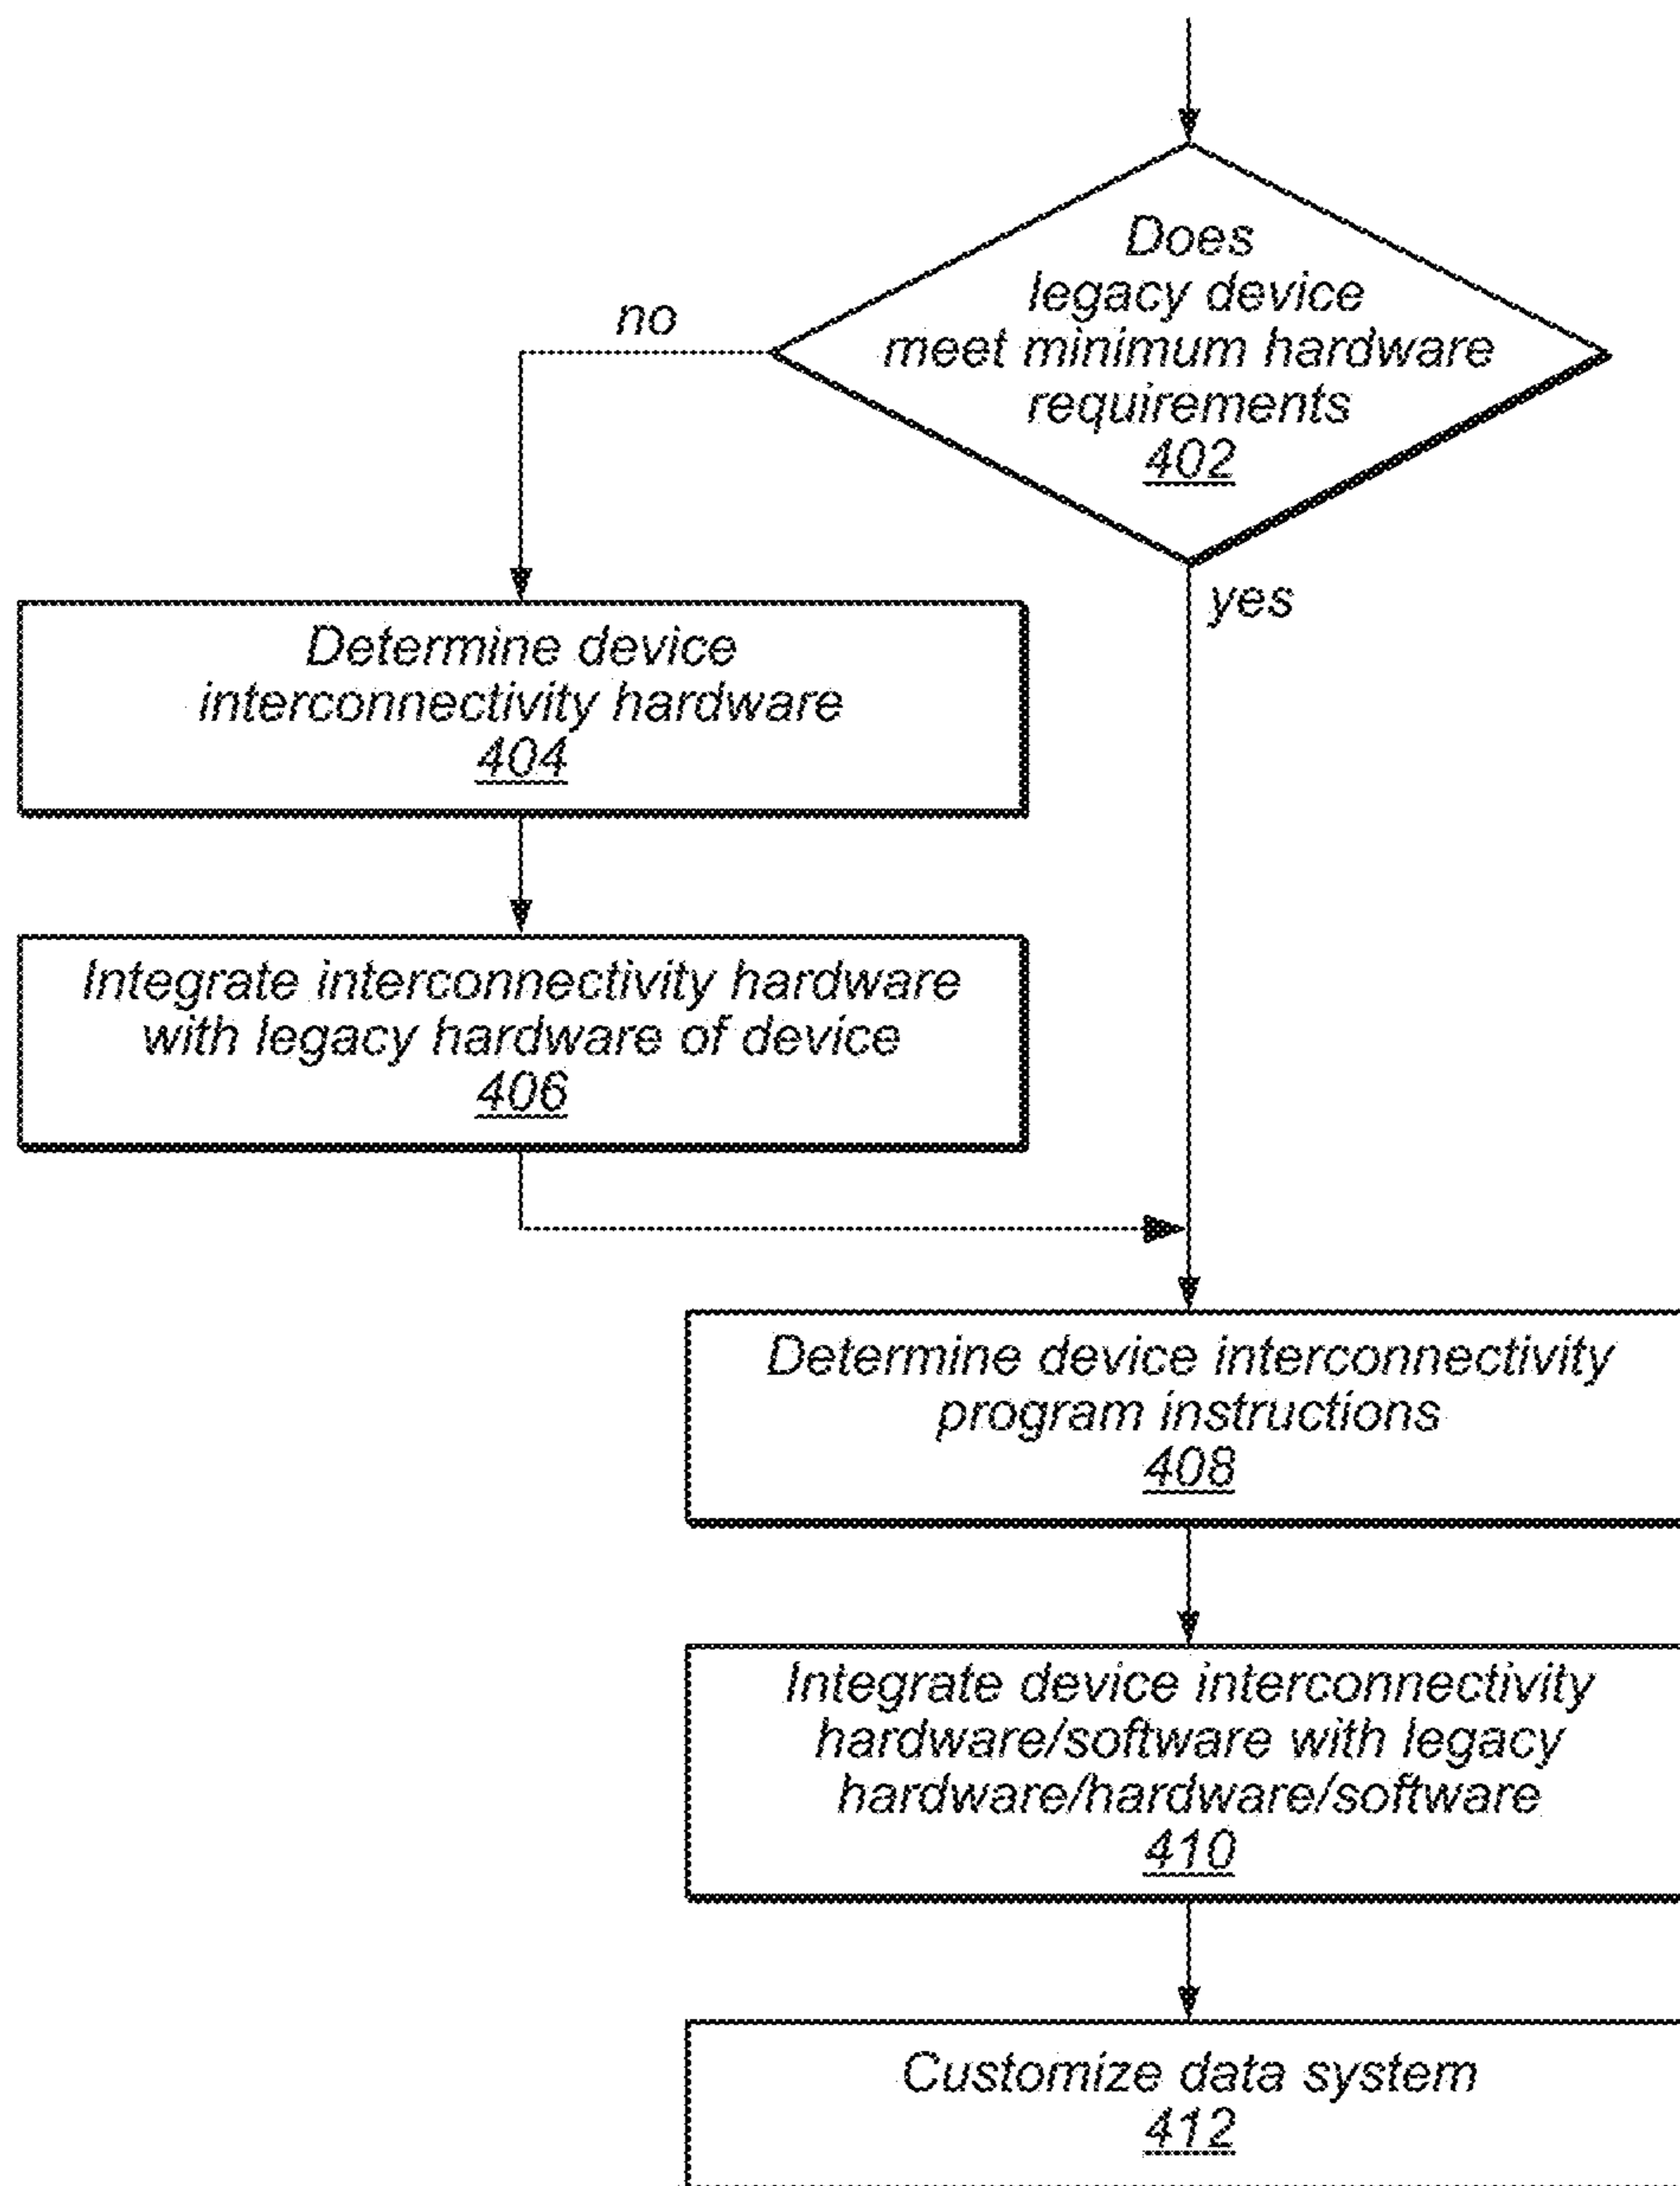 Does
legacy device
meet minimum hardware
requirements
402
no
yes
Determine device
interconnectivity hardware
404
Integrate interconnectivity hardware
with legacy hardware of device
406
Determine device interconnectivity
program instructions
408
Integrate device interconnectivity
hardware/software with legacy
hardware/hardware/software
410
Customize data system
412